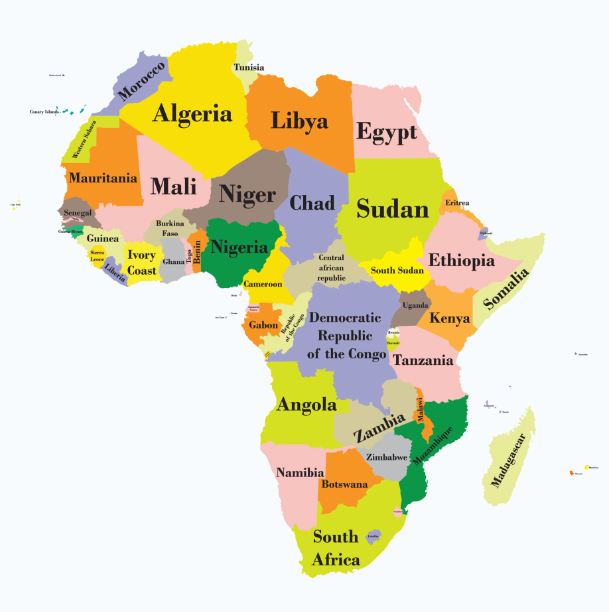 Morocco
Tunisia
Algeria
Libya
Egypt
Canary Islands
Western Sahara
Mauritania
Mali
Niger
Chad
Sudan
Eritrea
Senegal
Burkina
Faso
Guinea
Sierra
Leone
Liberia
Ivory
Coast
Ghana
Togo
Benin
Nigeria
Cameroon
Central
african
republic
South Sudan
Ethiopia
Somalia
Gabon
Republic
of the Congo
Democratic
Republic
of the Congo
Uganda
Kenya
Tanzania
Angola
Zambia
Malawi
Mozambique
Zimbabwe
Namibia
Botswana
Madagascar
South
Africa